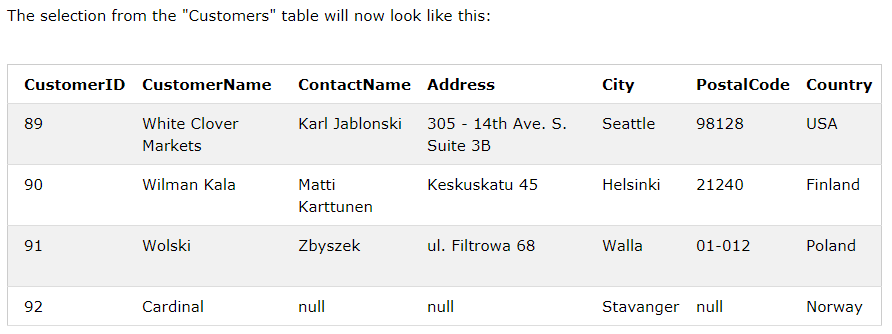 The selection from the "Customers" table will now look like this:
CustomerID CustomerName ContactName Address City PostalCode Country
89 White Clover Karl Jablonski 305 - 14th Ave. S. Seattle 98128 USA
Markets Suite 3B
90 Wilman Kala Matti Keskuskatu 45 Helsinki 21240 Finland
Karttunen
91 Wolski Zbyszek ul. Filtrowa 68 Walla 01-012 Poland
92 Cardinal null null Stavanger null Norway